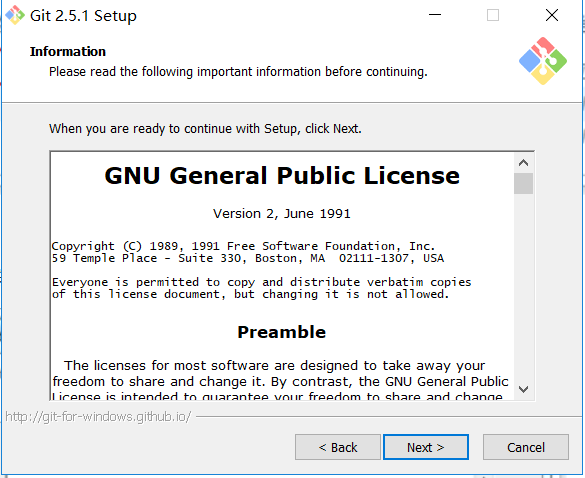 Git 2.5.1 Setup
Information
Please read the following important information before continuing.
When you are ready to continue with Setup, click Next.
GNU General Public License
Version 2, June 1991
Copyright (C) 1989, 1991 Free Software Foundation, Inc.
59 Temple Place - Suite 330, Boston, MA  02111-1307, USA
Everyone is permitted to copy and distribute verbatim copies
of this license document, but changing it is not allowed.
Preamble
The licenses for most software are designed to take away your
freedom to share and change it. By contrast, the GNU General Public
License is intended to guarantee your freedom to share and change
http://git-for-windows.github.io/
< Back
Next >
Cancel